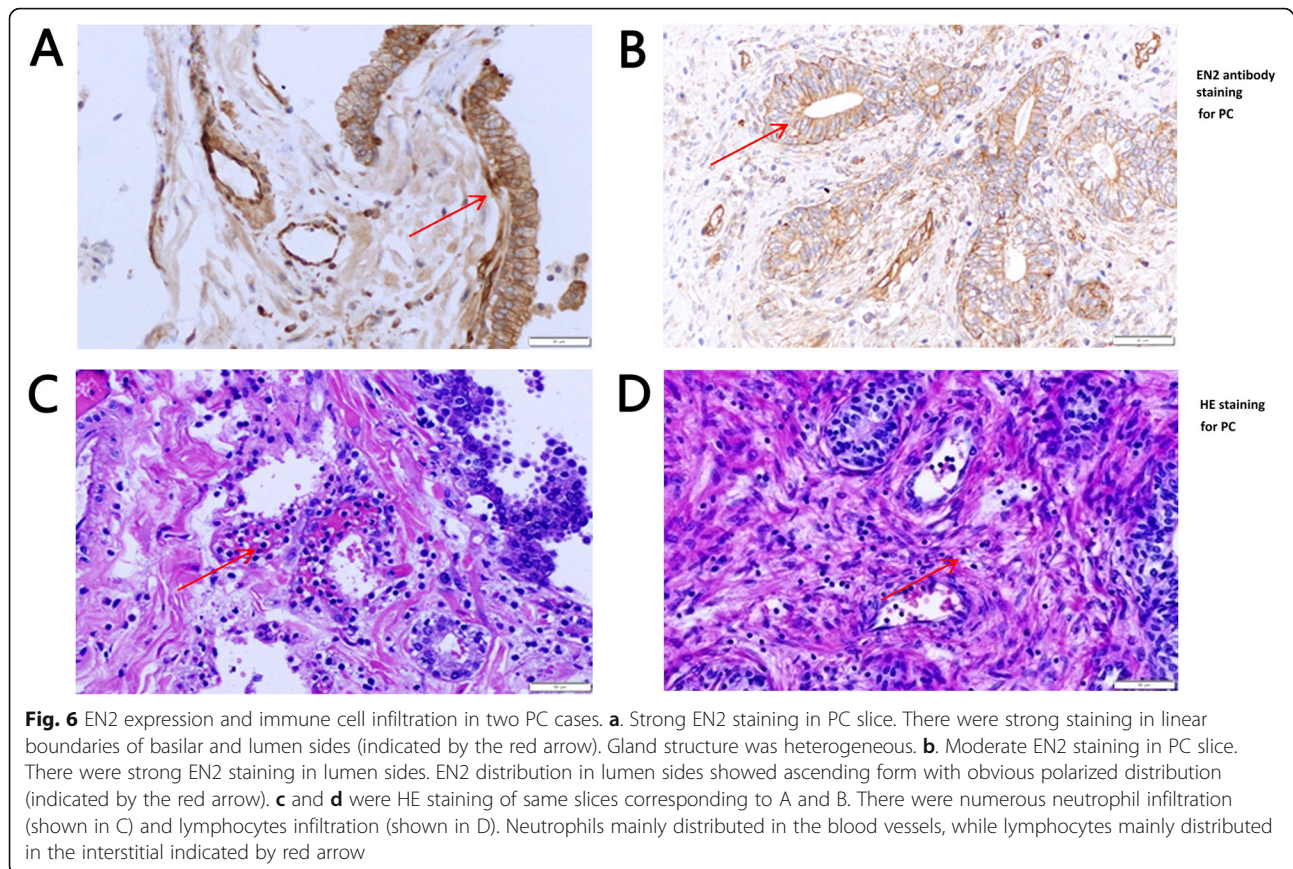 A
B
EN2 antibody
staining
for PC
C
D
HE staining
for PC
Fig. 6 EN2 expression and immune cell infiltration in two PC cases. a. Strong EN2 staining in PC slice. There were strong staining in linear
boundaries of basilar and lumen sides (indicated by the red arrow). Gland structure was heterogeneous. b. Moderate EN2 staining in PC slice.
There were strong EN2 staining in lumen sides. EN2 distribution in lumen sides showed ascending form with obvious polarized distribution
(indicated by the red arrow). c and d were HE staining of same slices corresponding to A and B. There were numerous neutrophil infiltration
(shown in C) and lymphocytes infiltration (shown in D). Neutrophils mainly distributed in the blood vessels, while lymphocytes mainly distributed
in the interstitial indicated by red arrow